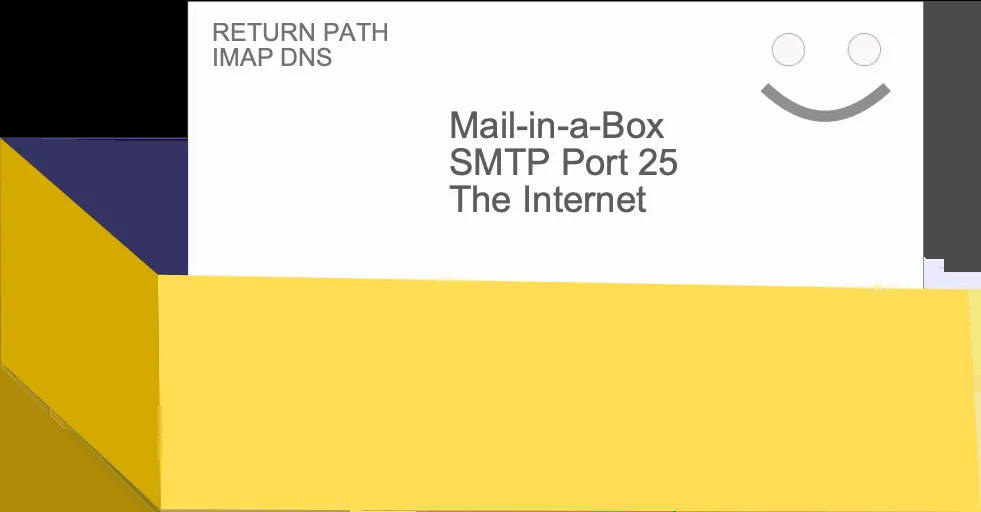 RETURN PATH
IMAP DNS
Mail-in-a-Box
SMTP Port 25
The Internet